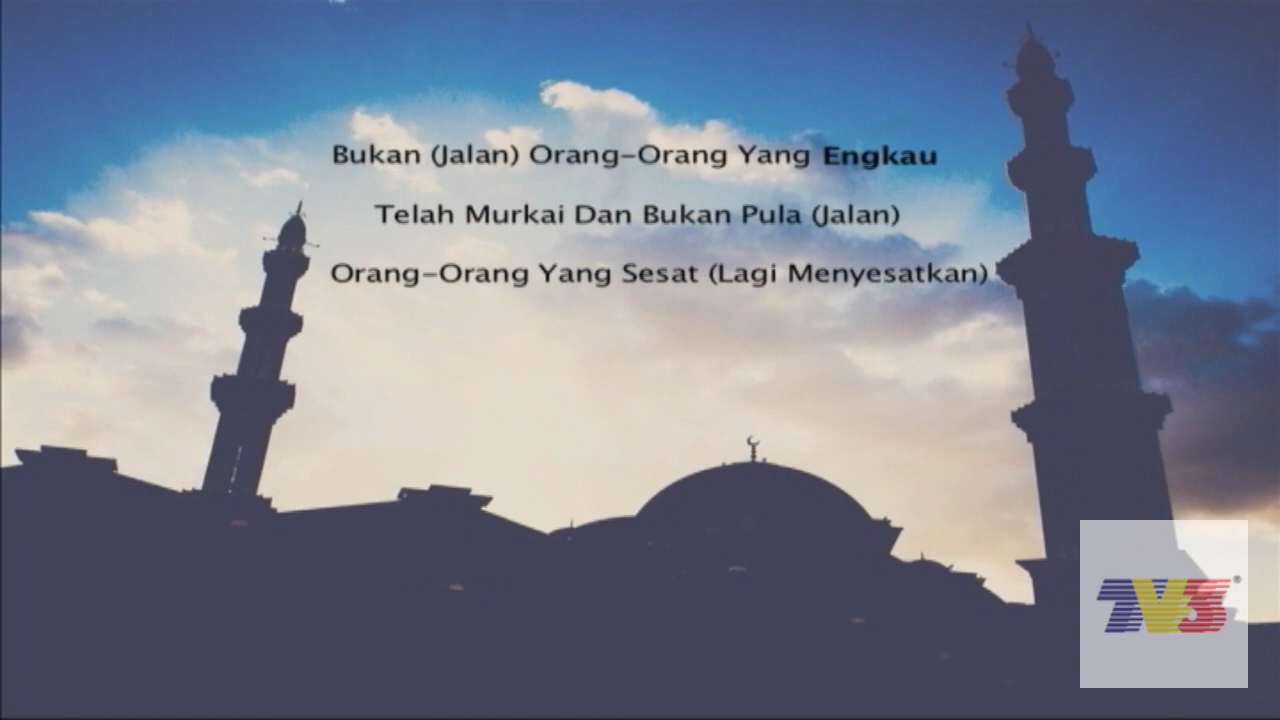 Bukan (Jalan) Orang-Orang Yang Engkau
Telah Murkai Dan Bukan Pula (Jalan)
Orang-Orang Yang Sesat (Lagi Menyesatkan)
TV3®